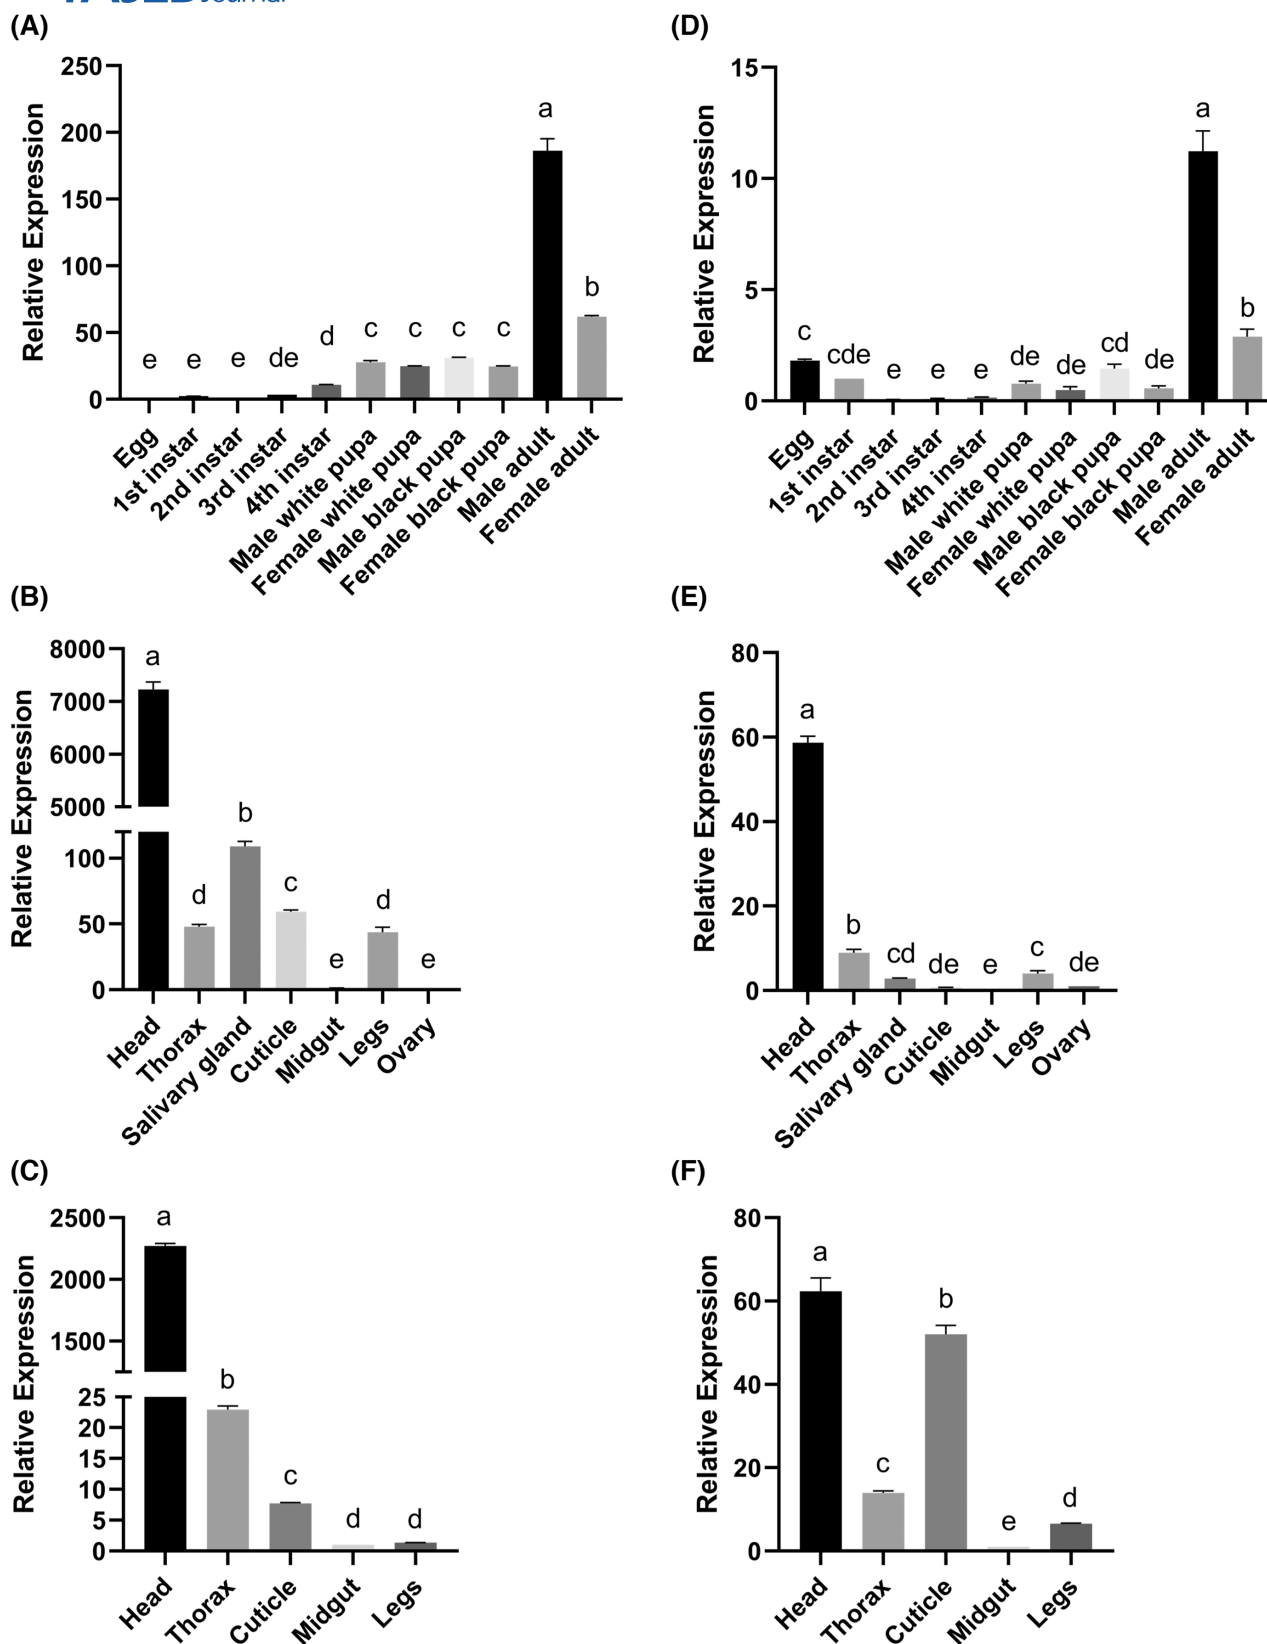 Journal
(A)
250
200
150
100
50
0
Relative Expression
e e e de d c c c c a b
Egg
1st instar
2nd instar
3rd instar
4th instar
Male white pupa
Female white pupa
Male black pupa
Female black pupa
Male adult
Female adult
(D)
15
10
5
0
Relative Expression
c cde e e e de de cd de a b
Egg
1st instar
2nd instar
3rd instar
4th instar
Male white pupa
Female white pupa
Male black pupa
Female black pupa
Male adult
Female adult
(B)
8000
7000
6000
5000
100
50
0
Relative Expression
a d b c e d e
Head
Thorax
Salivary gland
Cuticle
Midgut
Legs
Ovary
(E)
80
60
40
20
0
Relative Expression
a b cd de e c de
Head
Thorax
Salivary gland
Cuticle
Midgut
Legs
Ovary
(C)
2500
2000
1500
25
20
15
10
5
0
Relative Expression
a b c d d
Head
Thorax
Cuticle
Midgut
Legs
(F)
80
60
40
20
0
Relative Expression
a c b e d
Head
Thorax
Cuticle
Midgut
Legs